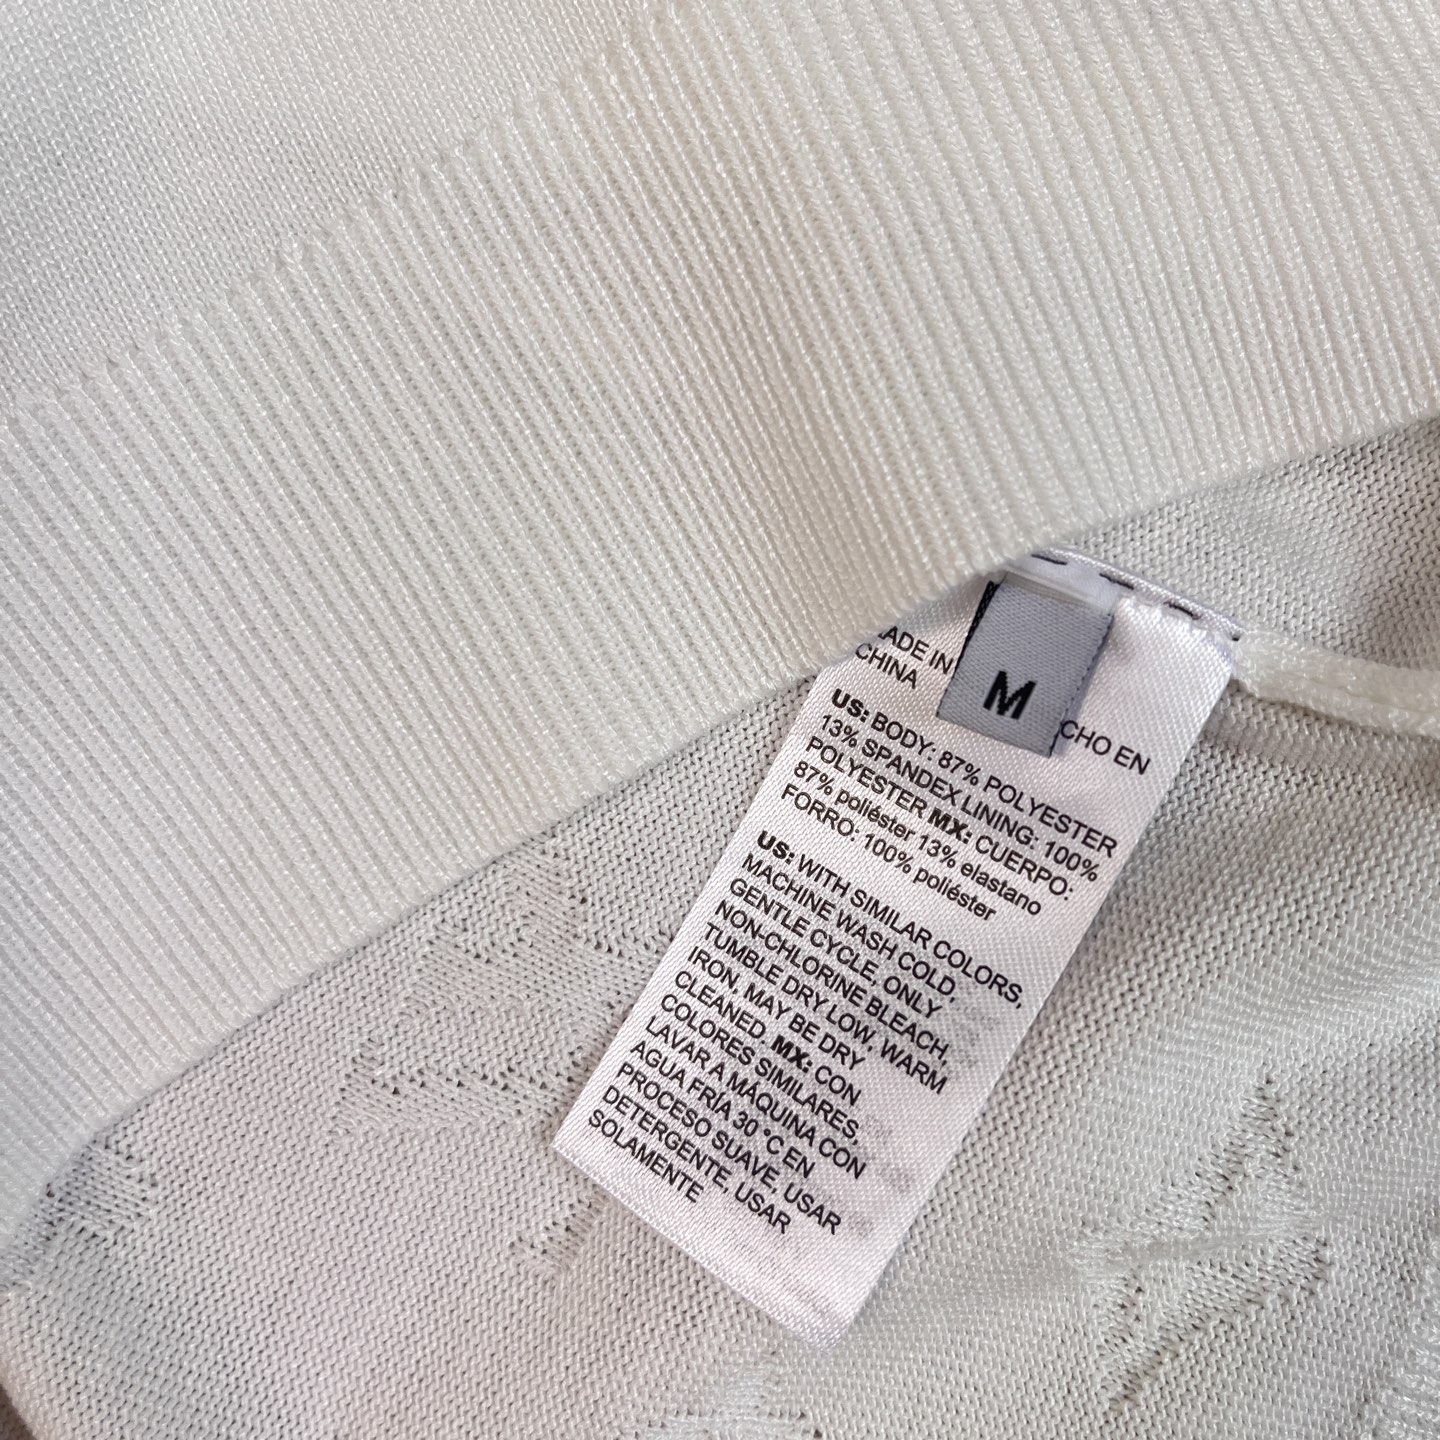 M
ADE IN
CHINA
CHO EN
US: BODY: 87% POLYESTER
13% SPANDEX LINING: 100%
POLYESTER MX: CUERPO:
87% poliéster 13% elastano
FORRO: 100% poliéster
US: WITH SIMILAR COLORS,
MACHINE WASH COLD,
GENTLE CYCLE, ONLY
NON-CHLORINE BLEACH,
TUMBLE DRY LOW, WARM
IRON, MAY BE DRY
CLEANED. MX: CON
COLORES SIMILARES,
LAVAR A MÁQUINA CON
AGUA FRÍA 30 °C EN
PROCESO SUAVE, USAR
DETERGENTE, USAR
SOLAMENTE